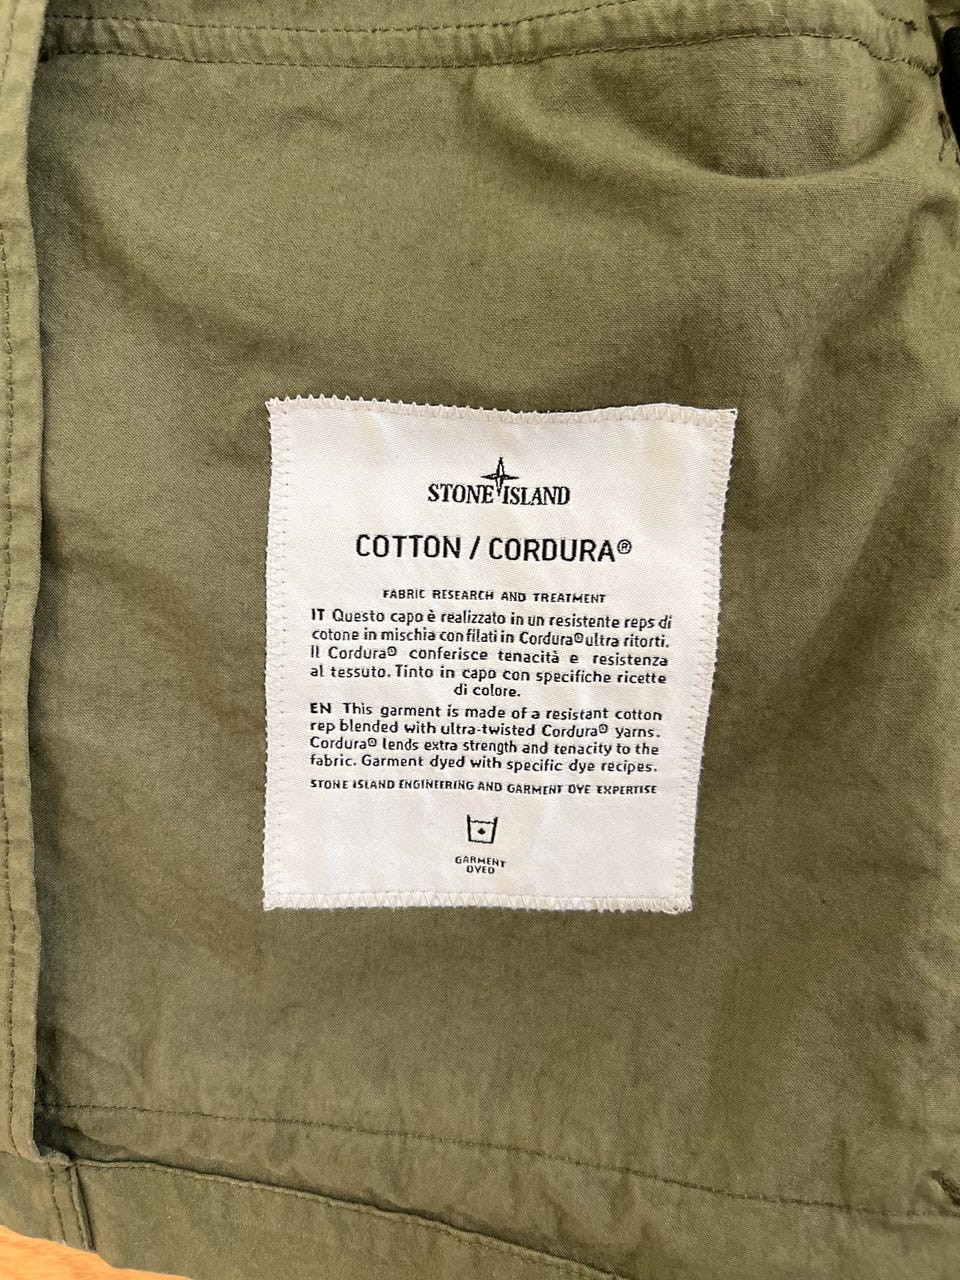 STONE ISLAND
COTTON / CORDURA®
FABRIC RESEARCH AND TREATMENT
IT Questo capo è realizzato in un resistente reps di
cotone in mischia con filati in Cordura® ultra ritorti.
Il Cordura® conferisce tenacità e resistenza
al tessuto. Tinto in capo con specifiche ricette
di colore.
EN This garment is made of a resistant cotton
rep blended with ultra-twisted Cordura® yarns.
Cordura® lends extra strength and tenacity to the
fabric. Garment dyed with specific dye recipes.
STONE ISLAND ENGINEERING AND GARMENT DYE EXPERTISE
GARMENT
DYED